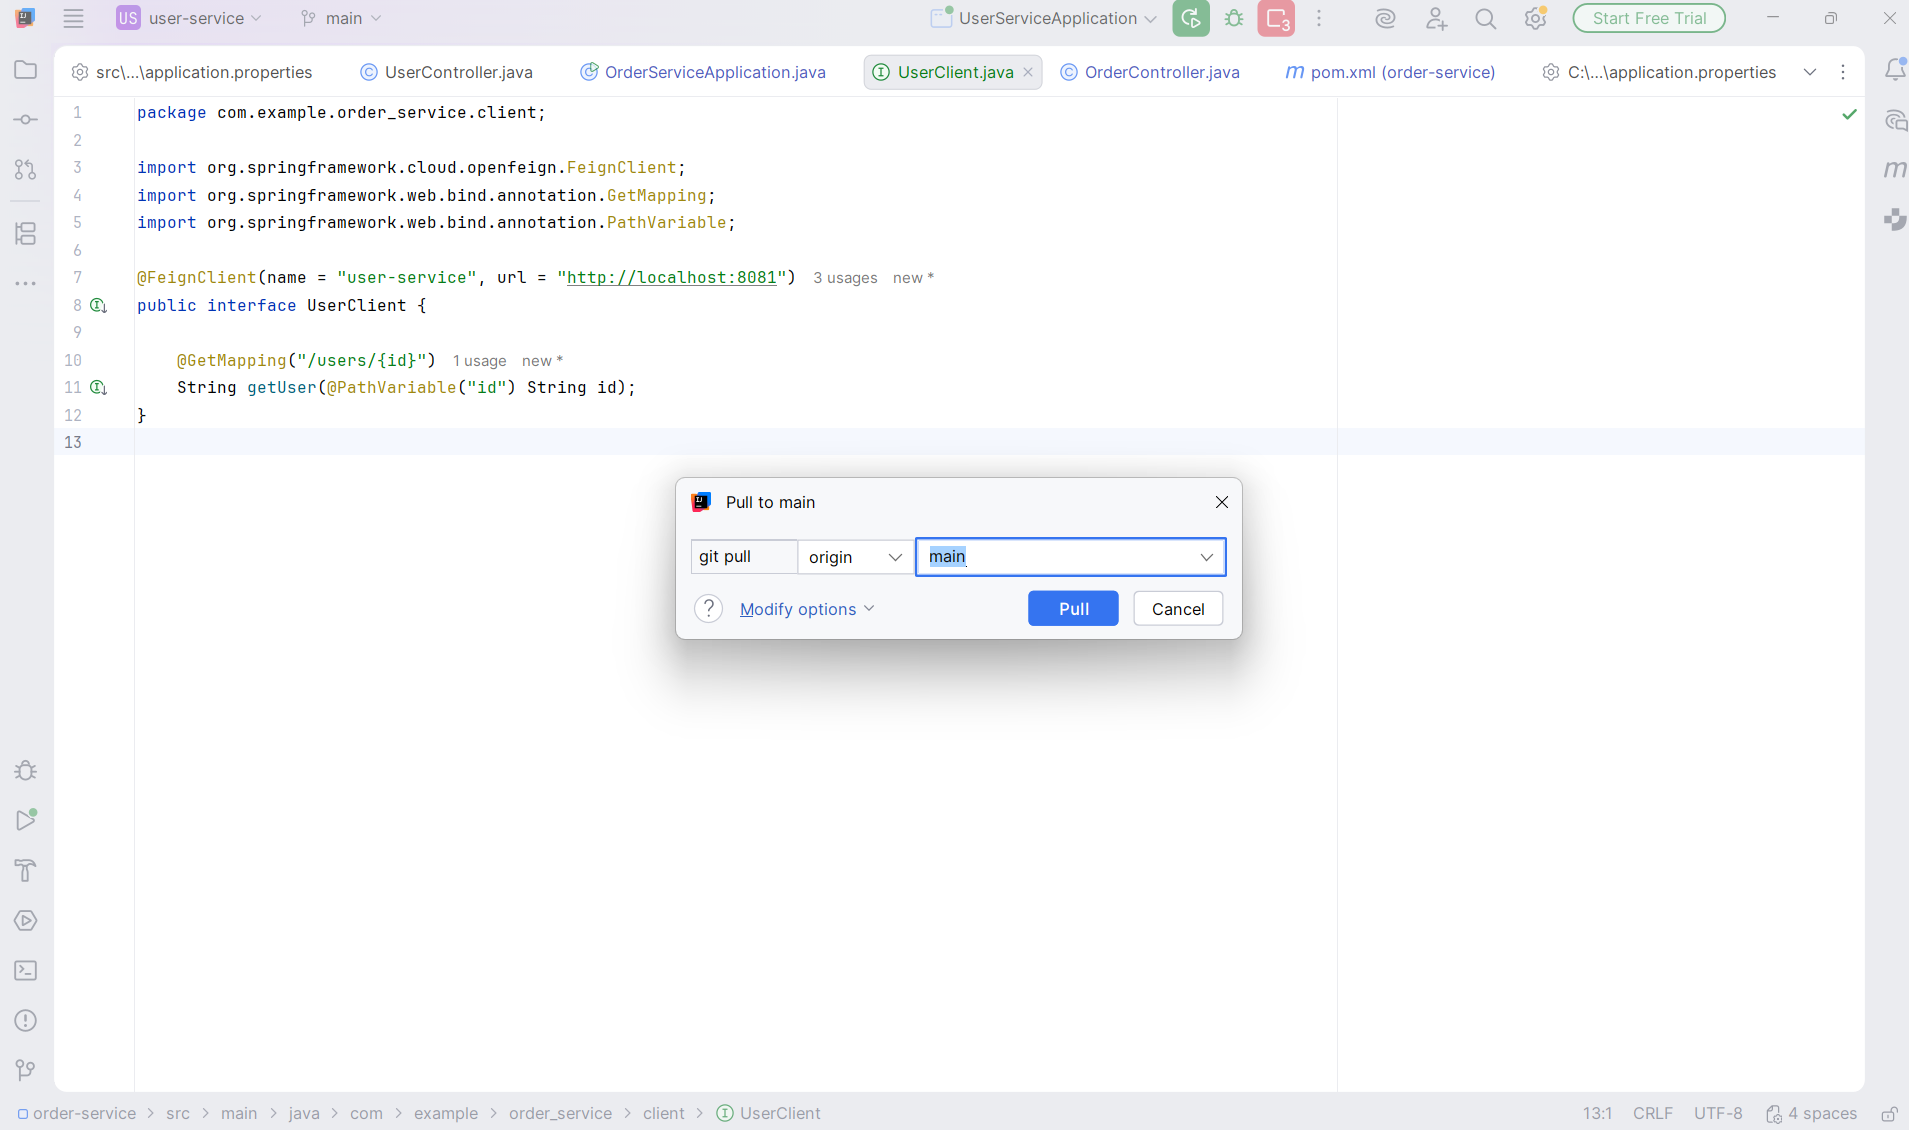 US user-service main UserServiceApplication 3 Start Free Trial
src\...\application.properties UserController.java OrderServiceApplication.java UserClient.java OrderController.java m pom.xml (order-service) C:\...\application.properties
1 package com.example.order_service.client;
2
3 import org.springframework.cloud.openfeign.FeignClient;
4 import org.springframework.web.bind.annotation.GetMapping;
5 import org.springframework.web.bind.annotation.PathVariable;
6
7 @FeignClient(name = "user-service", url = "http://localhost:8081") 3 usages new *
8 public interface UserClient {
9
10 @GetMapping("/users/{id}") 1 usage new *
11 String getUser(@PathVariable("id") String id);
12 }
13
Pull to main
git pull origin main
? Modify options Pull Cancel
order-service > src > main > java > com > example > order_service > client > UserClient 13:1 CRLF UTF-8 4 spaces